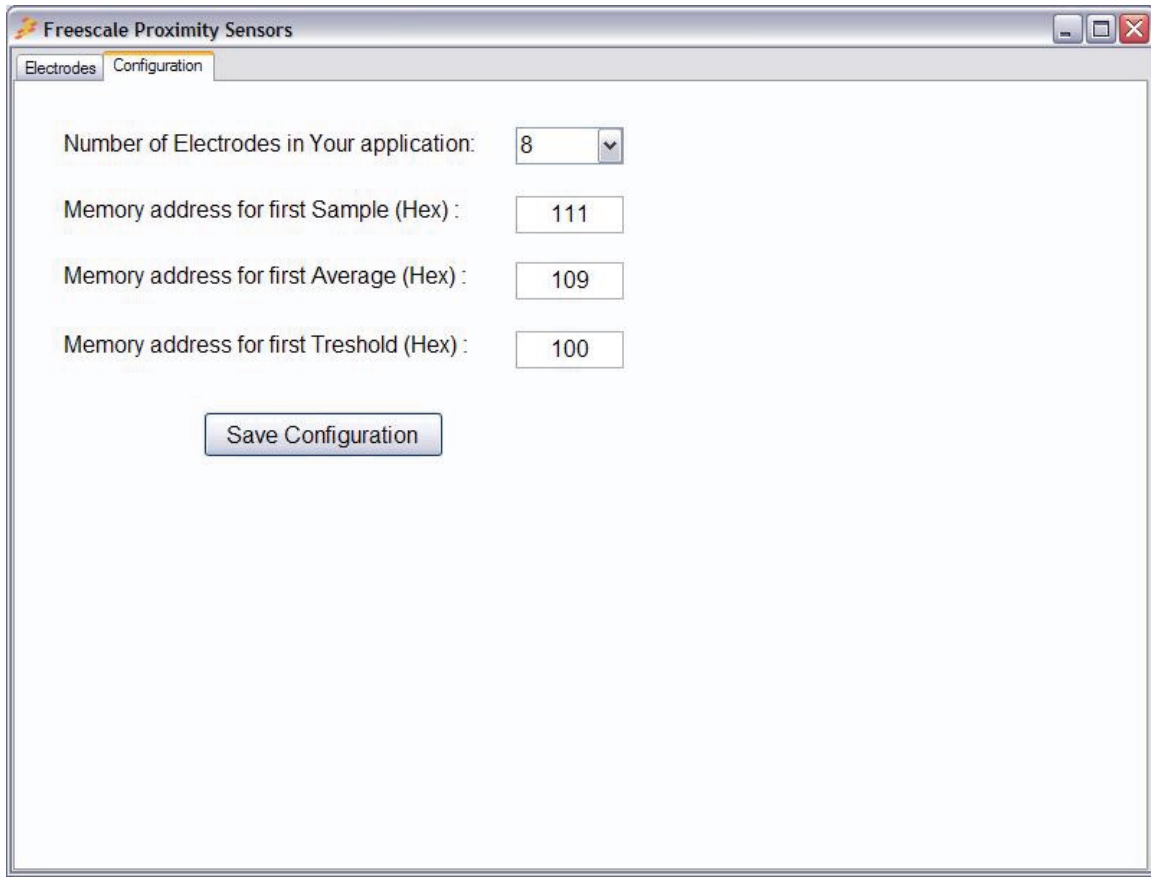 Freescale Proximity Sensors
Electrodes Configuration
Number of Electrodes in Your application: 8
Memory address for first Sample (Hex) : 111
Memory address for first Average (Hex) : 109
Memory address for first Treshold (Hex) : 100
Save Configuration